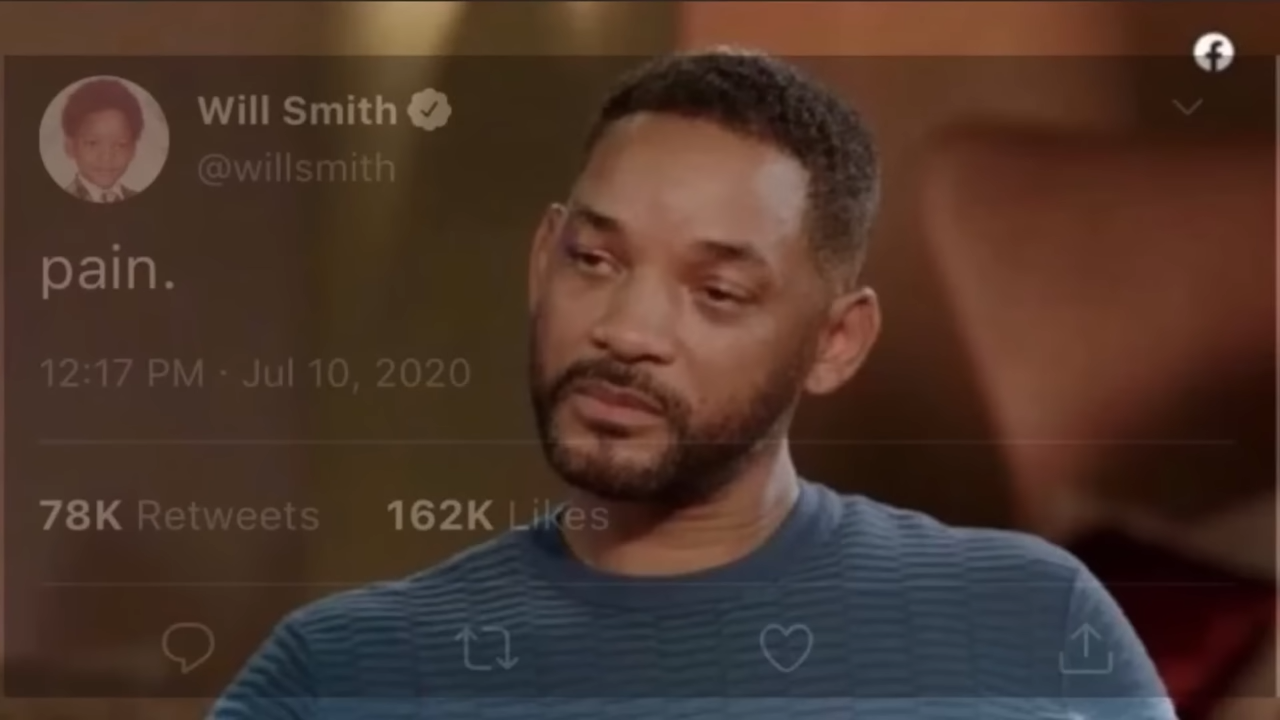 Will Smith
@willsmith
pain.
12:17 PM · Jul 10, 2020
78K Retweets 162K Likes